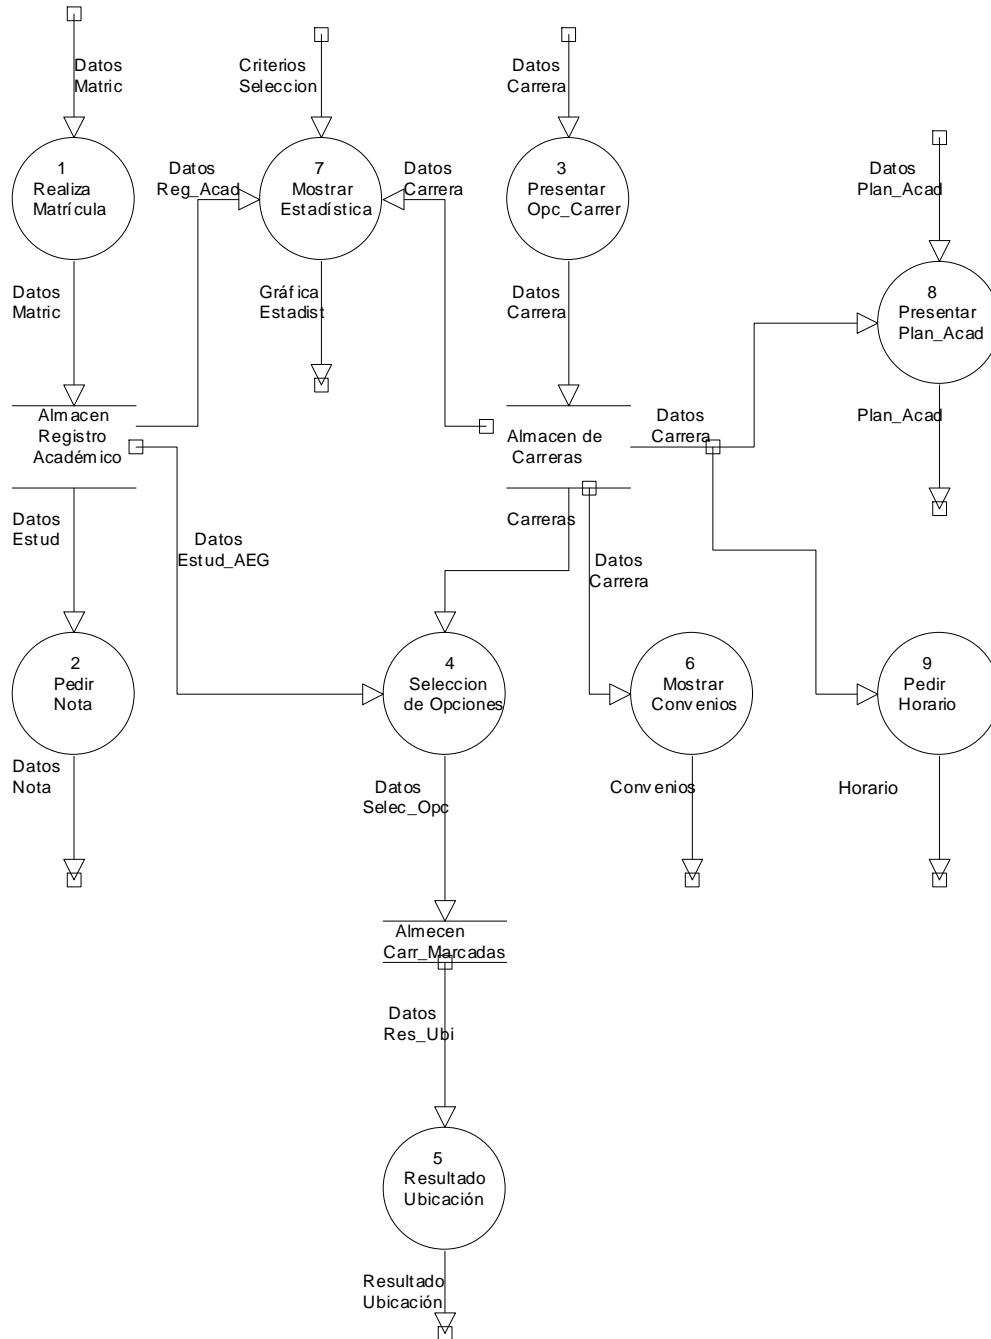 Datos
Matric
Criterios
Seleccion
Datos
Carrera
1
Realiza
Matrícula
Datos
Reg_Acad
7
Mostrar
Estadística
Datos
Carrera
3
Presentar
Opc_Carrer
Datos
Plan_Acad
Datos
Matric
Gráfica
Estadist
Datos
Carrera
8
Presentar
Plan_Acad
Almacen
Registro
Académico
Almacen de
Carreras
Datos
Carrera
Plan_Acad
Datos
Estud
Datos
Estud_AEG
Carreras
Datos
Carrera
2
Pedir
Nota
4
Seleccion
de Opciones
6
Mostrar
Convenios
9
Pedir
Horario
Datos
Nota
Datos
Selec_Opc
Convenios
Horario
Almecen
Carr_Marcadas
Datos
Res_Ubi
5
Resultado
Ubicación
Resultado
Ubicación